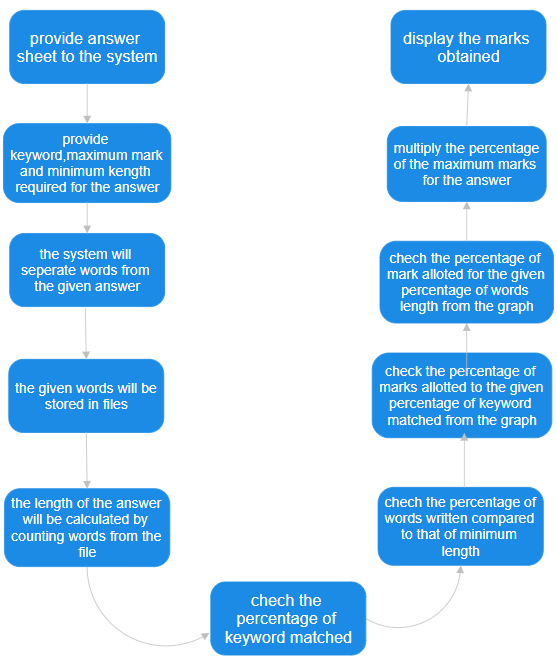 provide answer
sheet to the system
provide
keyword,maximum mark
and minimum kength
required for the answer
the system will
seperate words from
the given answer
the given words will be
stored in files
the length of the answer
will be calculated by
counting words from the
file
chech the
percentage of
keyword matched
chech the percentage of
words written compared
to that of minimum
length
check the percentage of
marks allotted to the given
percentage of keyword
matched from the graph
chech the percentage of
mark alloted for the given
percentage of words
length from the graph
multiply the percentage
of the maximum marks
for the answer
display the marks
obtained